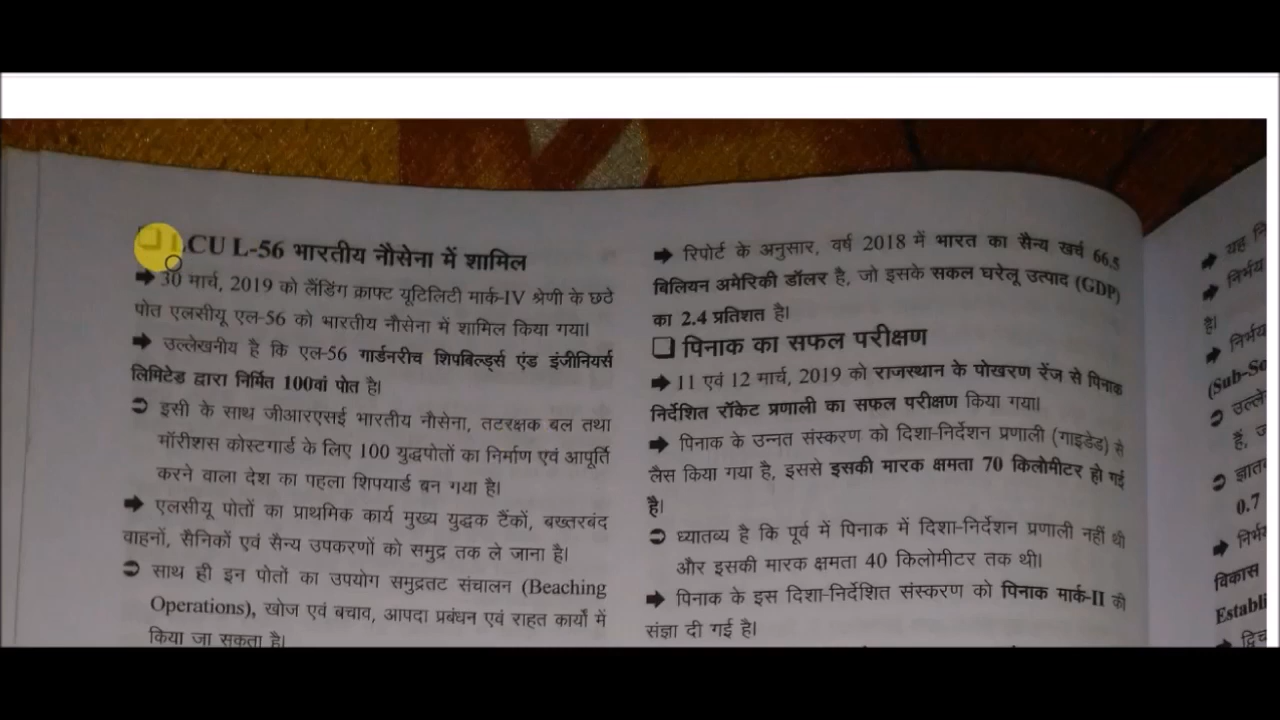 ❑ LCU L-56 भारतीय नौसेना में शामिल
➡ 30 मार्च, 2019 को लैंडिंग क्राफ्ट यूटिलिटी मार्क-IV श्रेणी के छठे
पोत एलसीयू एल-56 को भारतीय नौसेना में शामिल किया गया।
➡ उल्लेखनीय है कि एल-56 गार्डनरीच शिपबिल्डर्स एंड इंजीनियर्स
लिमिटेड द्वारा निर्मित 100वां पोत है।
➲ इसी के साथ जीआरएसई भारतीय नौसेना, तटरक्षक बल तथा
मॉरीशस कोस्टगार्ड के लिए 100 युद्धपोतों का निर्माण एवं आपूर्ति
करने वाला देश का पहला शिपयार्ड बन गया है।
➡ एलसीयू पोतों का प्राथमिक कार्य मुख्य युद्धक टैंकों, बख्तरबंद
वाहनों, सैनिकों एवं सैन्य उपकरणों को समुद्र तक ले जाना है।
➲ साथ ही इन पोतों का उपयोग समुद्रतट संचालन (Beaching
Operations), खोज एवं बचाव, आपदा प्रबंधन एवं राहत कार्यों में
किया जा सकता है।
➡ रिपोर्ट के अनुसार, वर्ष 2018 में भारत का सैन्य खर्च 66.5
बिलियन अमेरिकी डॉलर है, जो इसके सकल घरेलू उत्पाद (GDP)
का 2.4 प्रतिशत है।
❑ पिनाक का सफल परीक्षण
➡ 11 एवं 12 मार्च, 2019 को राजस्थान के पोखरण रेंज से पिनाक
निर्देशित रॉकेट प्रणाली का सफल परीक्षण किया गया।
➡ पिनाक के उन्नत संस्करण को दिशा-निर्देशन प्रणाली (गाइडेड) से
लैस किया गया है, इससे इसकी मारक क्षमता 70 किलोमीटर हो गई
है।
➲ ध्यातव्य है कि पूर्व में पिनाक में दिशा-निर्देशन प्रणाली नहीं थी
और इसकी मारक क्षमता 40 किलोमीटर तक थी।
➡ पिनाक के इस दिशा-निर्देशित संस्करण को पिनाक मार्क-II की
संज्ञा दी गई है।
➡ यह
➡ निर्भय
है।
➡ निर्भय
(Sub-So
➲
हैं,
➲
0.7
➡ निर्भय
विकास
Establi
➡